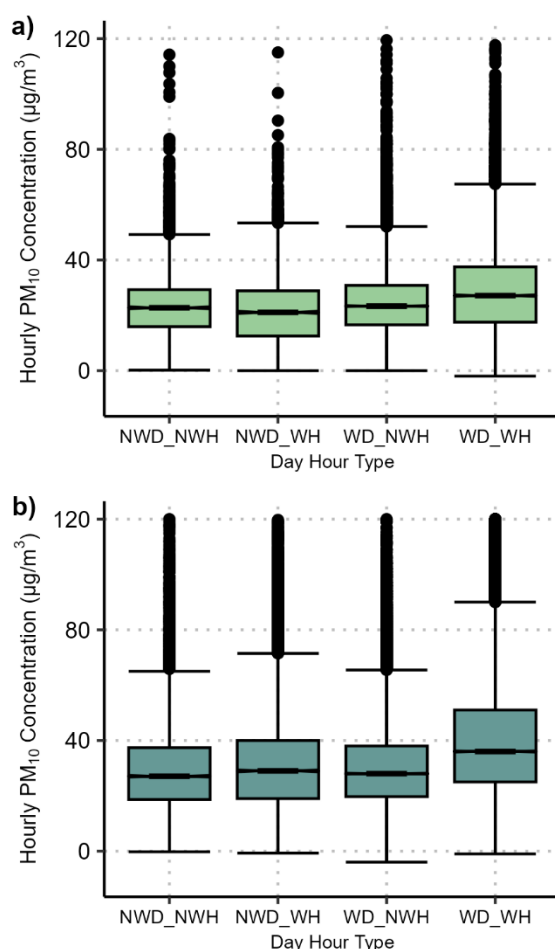 a)
Hourly PM₁₀ Concentration (µg/m³)
120
80
40
0
NWD_NWH NWD_WH WD_NWH WD_WH
Day Hour Type
b)
Hourly PM₁₀ Concentration (µg/m³)
120
80
40
0
NWD_NWH NWD_WH WD_NWH WD_WH
Day Hour Type